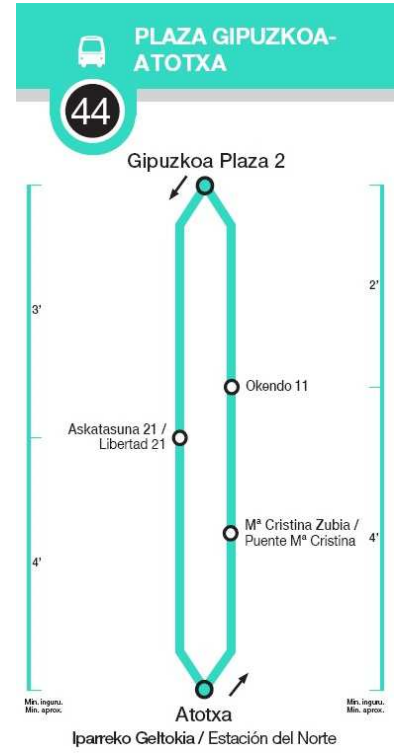 PLAZA GIPUZKOA-
ATOTXA
44
Gipuzkoa Plaza 2
3'
2'
Okendo 11
Askatasuna 21 /
Libertad 21
Mª Cristina Zubia /
Puente Mª Cristina
4'
4'
Min. inguru.
Min. aprox.
Min. inguru.
Min. aprox.
Atotxa
Iparreko Geltokia / Estación del Norte